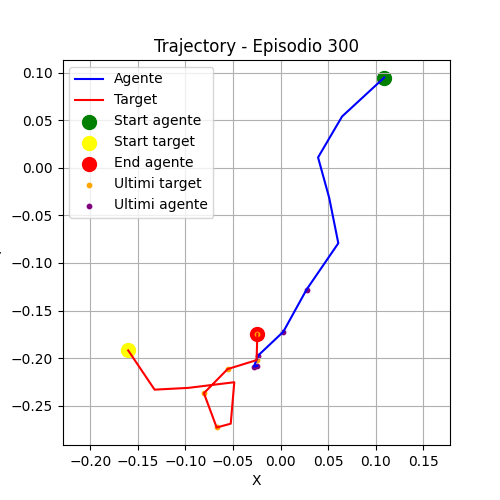 Trajectory - Episodio 300
Agente
Target
Start agente
Start target
End agente
Ultimi target
Ultimi agente
0.10
0.05
0.00
−0.05
−0.10
−0.15
−0.20
−0.25
−0.20 −0.15 −0.10 −0.05 0.00 0.05 0.10 0.15
X